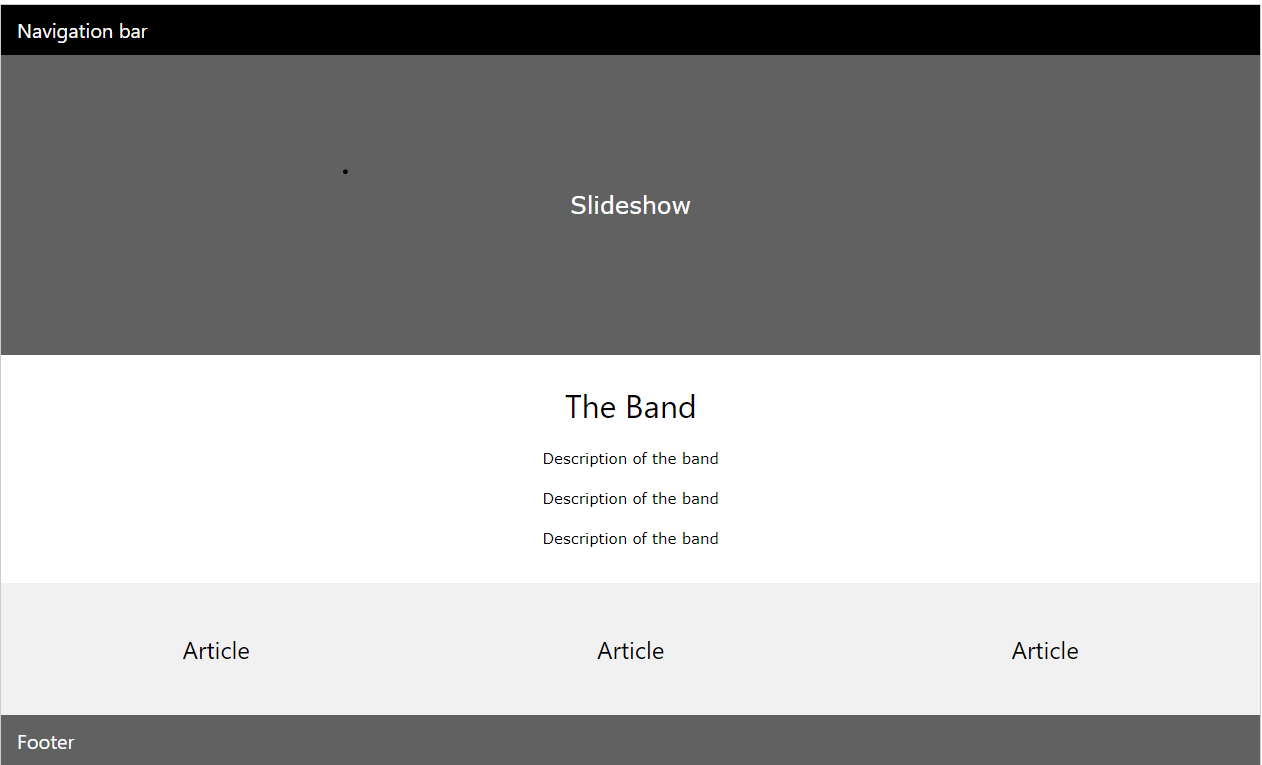 Navigation bar
Slideshow
The Band
Description of the band
Description of the band
Description of the band
Article Article Article
Footer